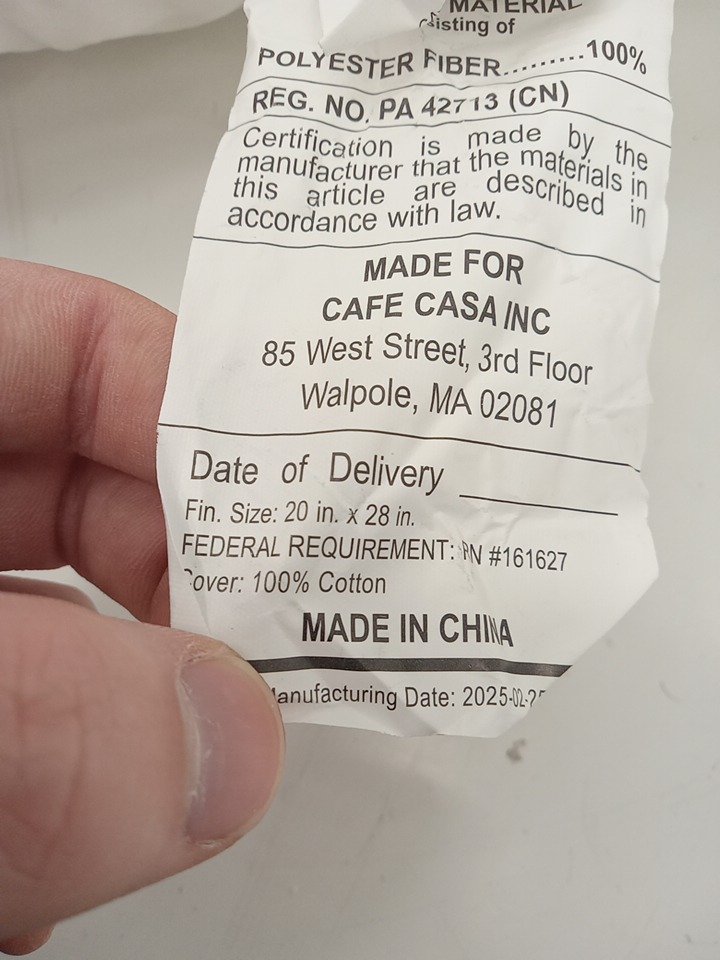 MATERIAL
sisting of
POLYESTER FIBER..........100%
REG. NO. PA 42713 (CN)
Certification is made by the
manufacturer that the materials in
this article are described in
accordance with law.
MADE FOR
CAFE CASA INC
85 West Street, 3rd Floor
Walpole, MA 02081
Date of Delivery
Fin. Size: 20 in. x 28 in.
FEDERAL REQUIREMENT: PN #161627
Cover: 100% Cotton
MADE IN CHINA
Manufacturing Date: 2025-02-